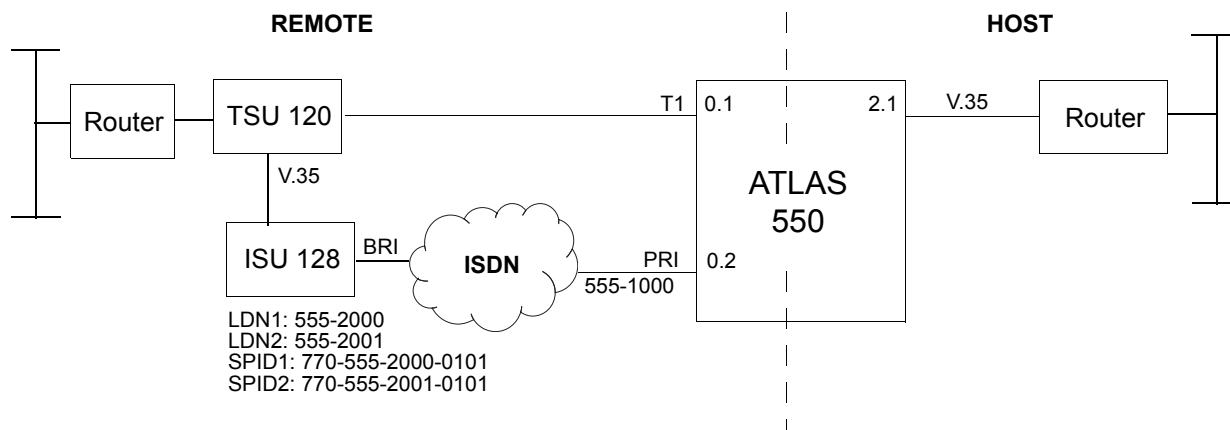 REMOTE
HOST
Router
TSU 120
T1
0.1
2.1
V.35
Router
V.35
ATLAS
550
ISU 128
BRI
ISDN
PRI
0.2
555-1000
LDN1: 555-2000
LDN2: 555-2001
SPID1: 770-555-2000-0101
SPID2: 770-555-2001-0101